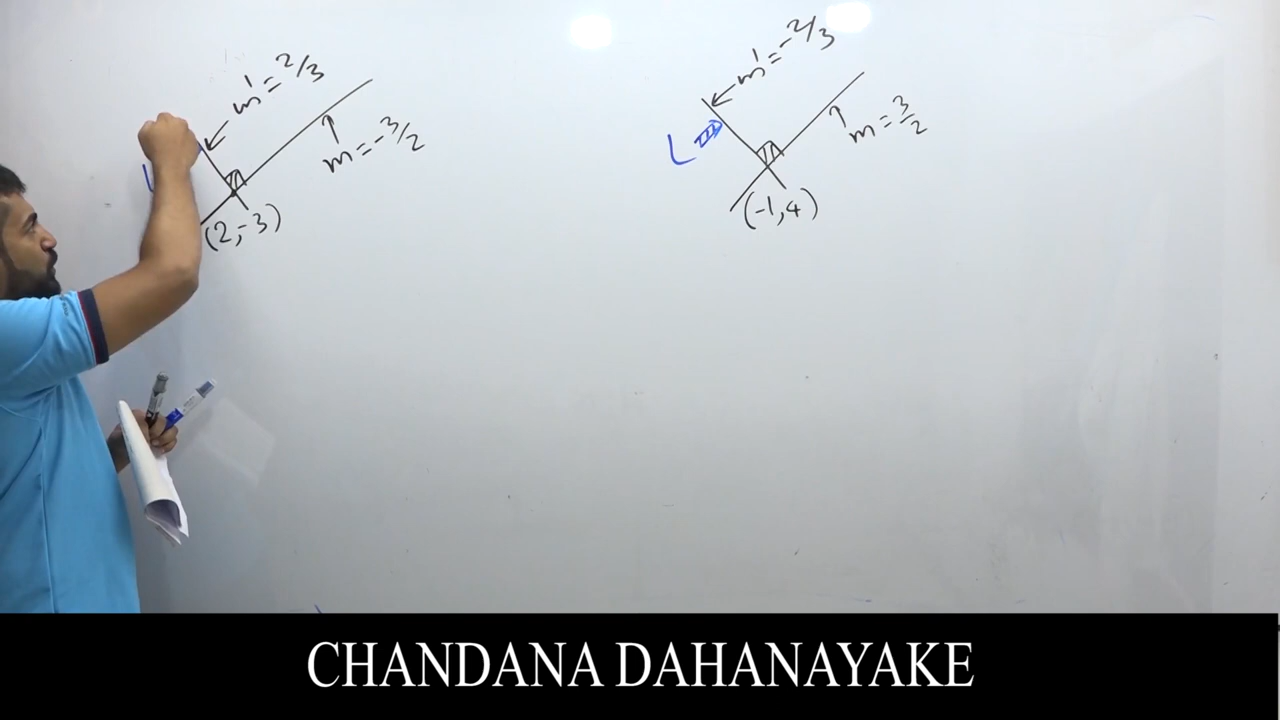 m' = 2/3
m = -3/2
(2, -3)
m' = -2/3
L
m = 3/2
(-1, 4)
CHANDANA DAHANAYAKE